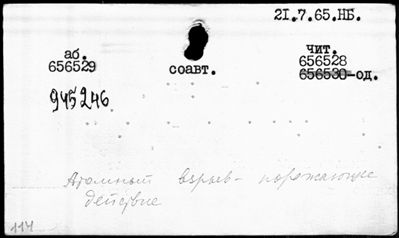 21.7.65.НБ.
аб.
656529
соавт.
чит.
656528
656530-од.
945246
Атомный взрыв- поражающее
действие
114